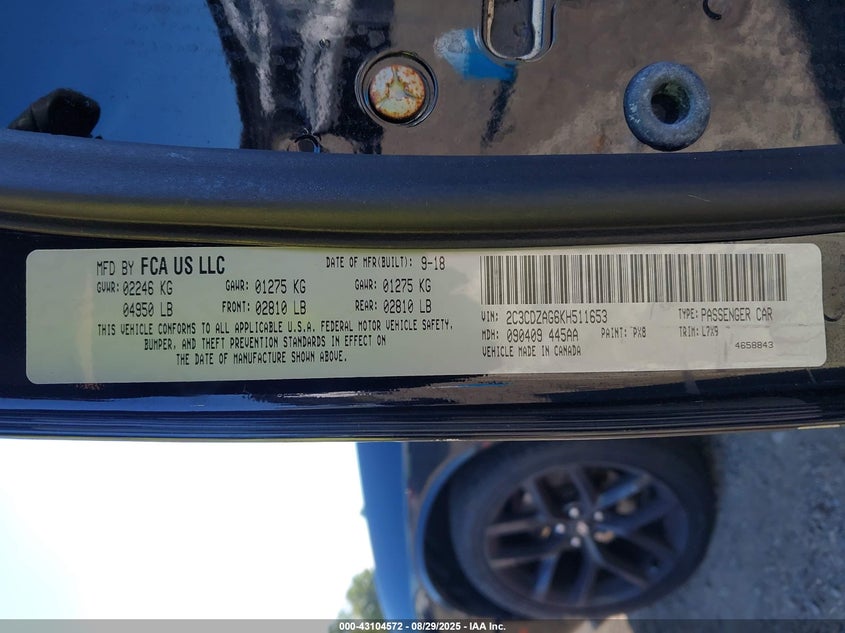 MFD BY FCA US LLC
DATE OF MFR(BUILT): 9-18
GVWR: 02246 KG GAWR: 01275 KG GAWR: 01275 KG
04950 LB FRONT: 02810 LB REAR: 02810 LB
THIS VEHICLE CONFORMS TO ALL APPLICABLE U.S.A. FEDERAL MOTOR VEHICLE SAFETY,
BUMPER, AND THEFT PREVENTION STANDARDS IN EFFECT ON
THE DATE OF MANUFACTURE SHOWN ABOVE.
VIN: 2C3CDZAG6KH511653 TYPE: PASSENGER CAR
MDH: 090409 445AA PAINT: PX8 TRIM: L7X9
VEHICLE MADE IN CANADA 4658843
000-43104572 - 08/29/2025 - IAA Inc.